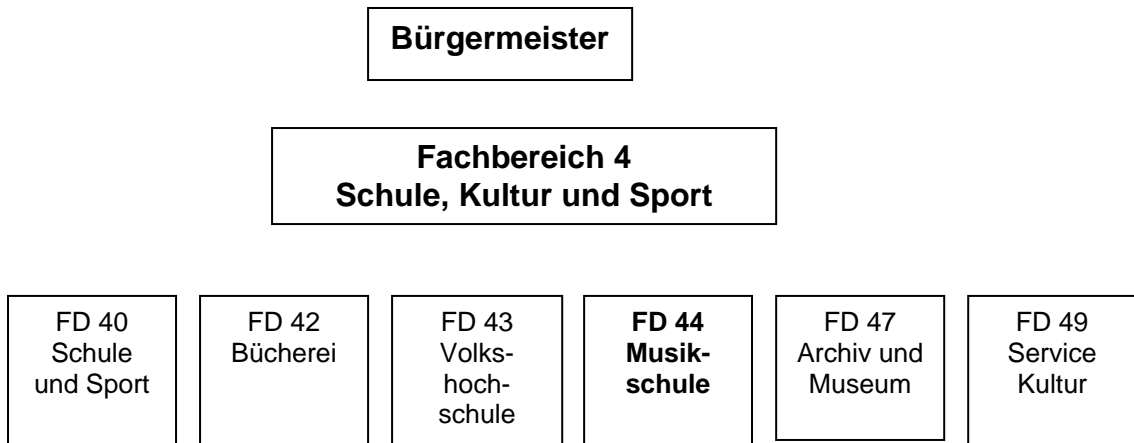 Bürgermeister
Fachbereich 4
Schule, Kultur und Sport
FD 40
Schule
und Sport
FD 42
Bücherei
FD 43
Volks-
hoch-
schule
FD 44
Musik-
schule
FD 47
Archiv und
Museum
FD 49
Service
Kultur